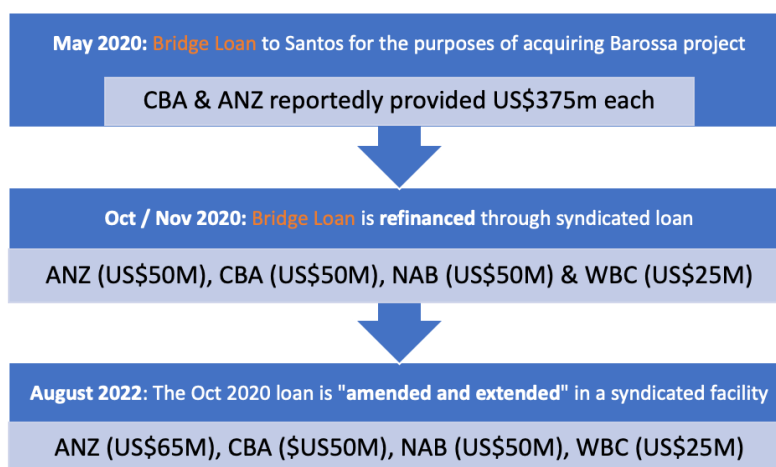 May 2020: Bridge Loan to Santos for the purposes of acquiring Barossa project
CBA & ANZ reportedly provided US$375m each
Oct / Nov 2020: Bridge Loan is refinanced through syndicated loan
ANZ (US$50M), CBA (US$50M), NAB (US$50M) & WBC (US$25M)
August 2022: The Oct 2020 loan is "amended and extended" in a syndicated facility
ANZ (US$65M), CBA ($US50M), NAB (US$50M), WBC (US$25M)